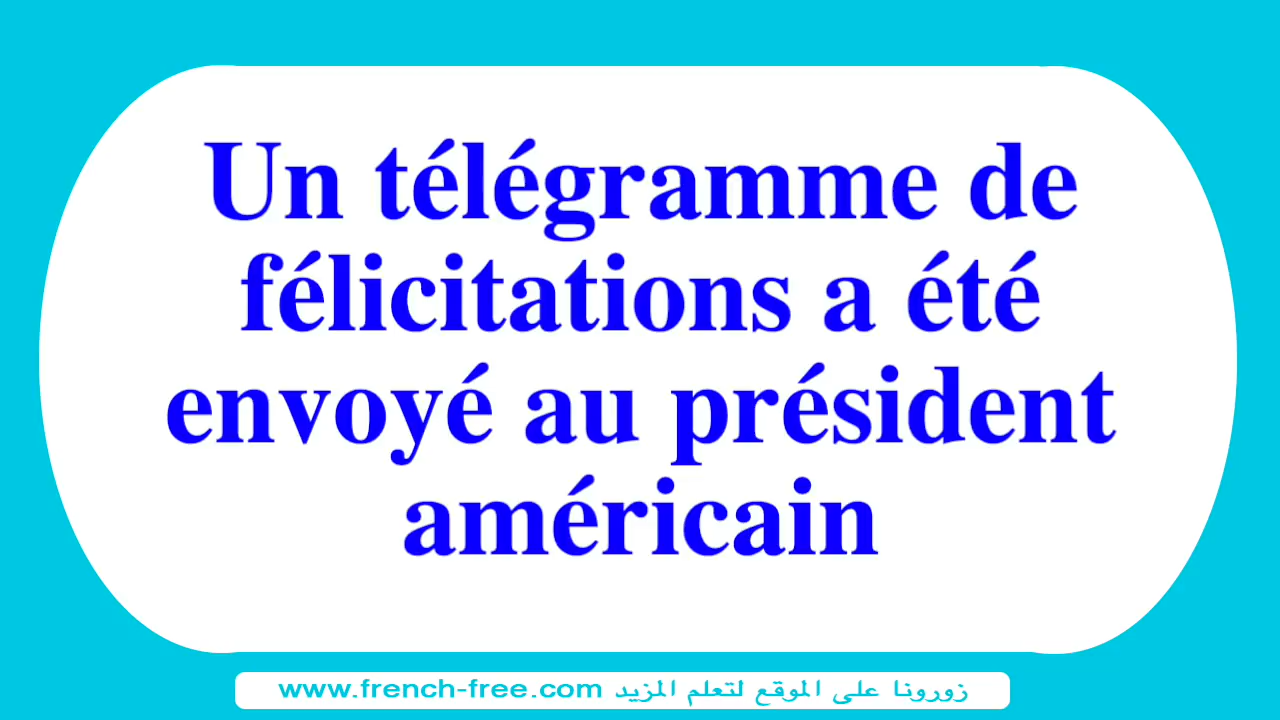 Un télégramme de
félicitations a été
envoyé au président
américain
www.french-free.com زورونا على الموقع لتعلم المزيد